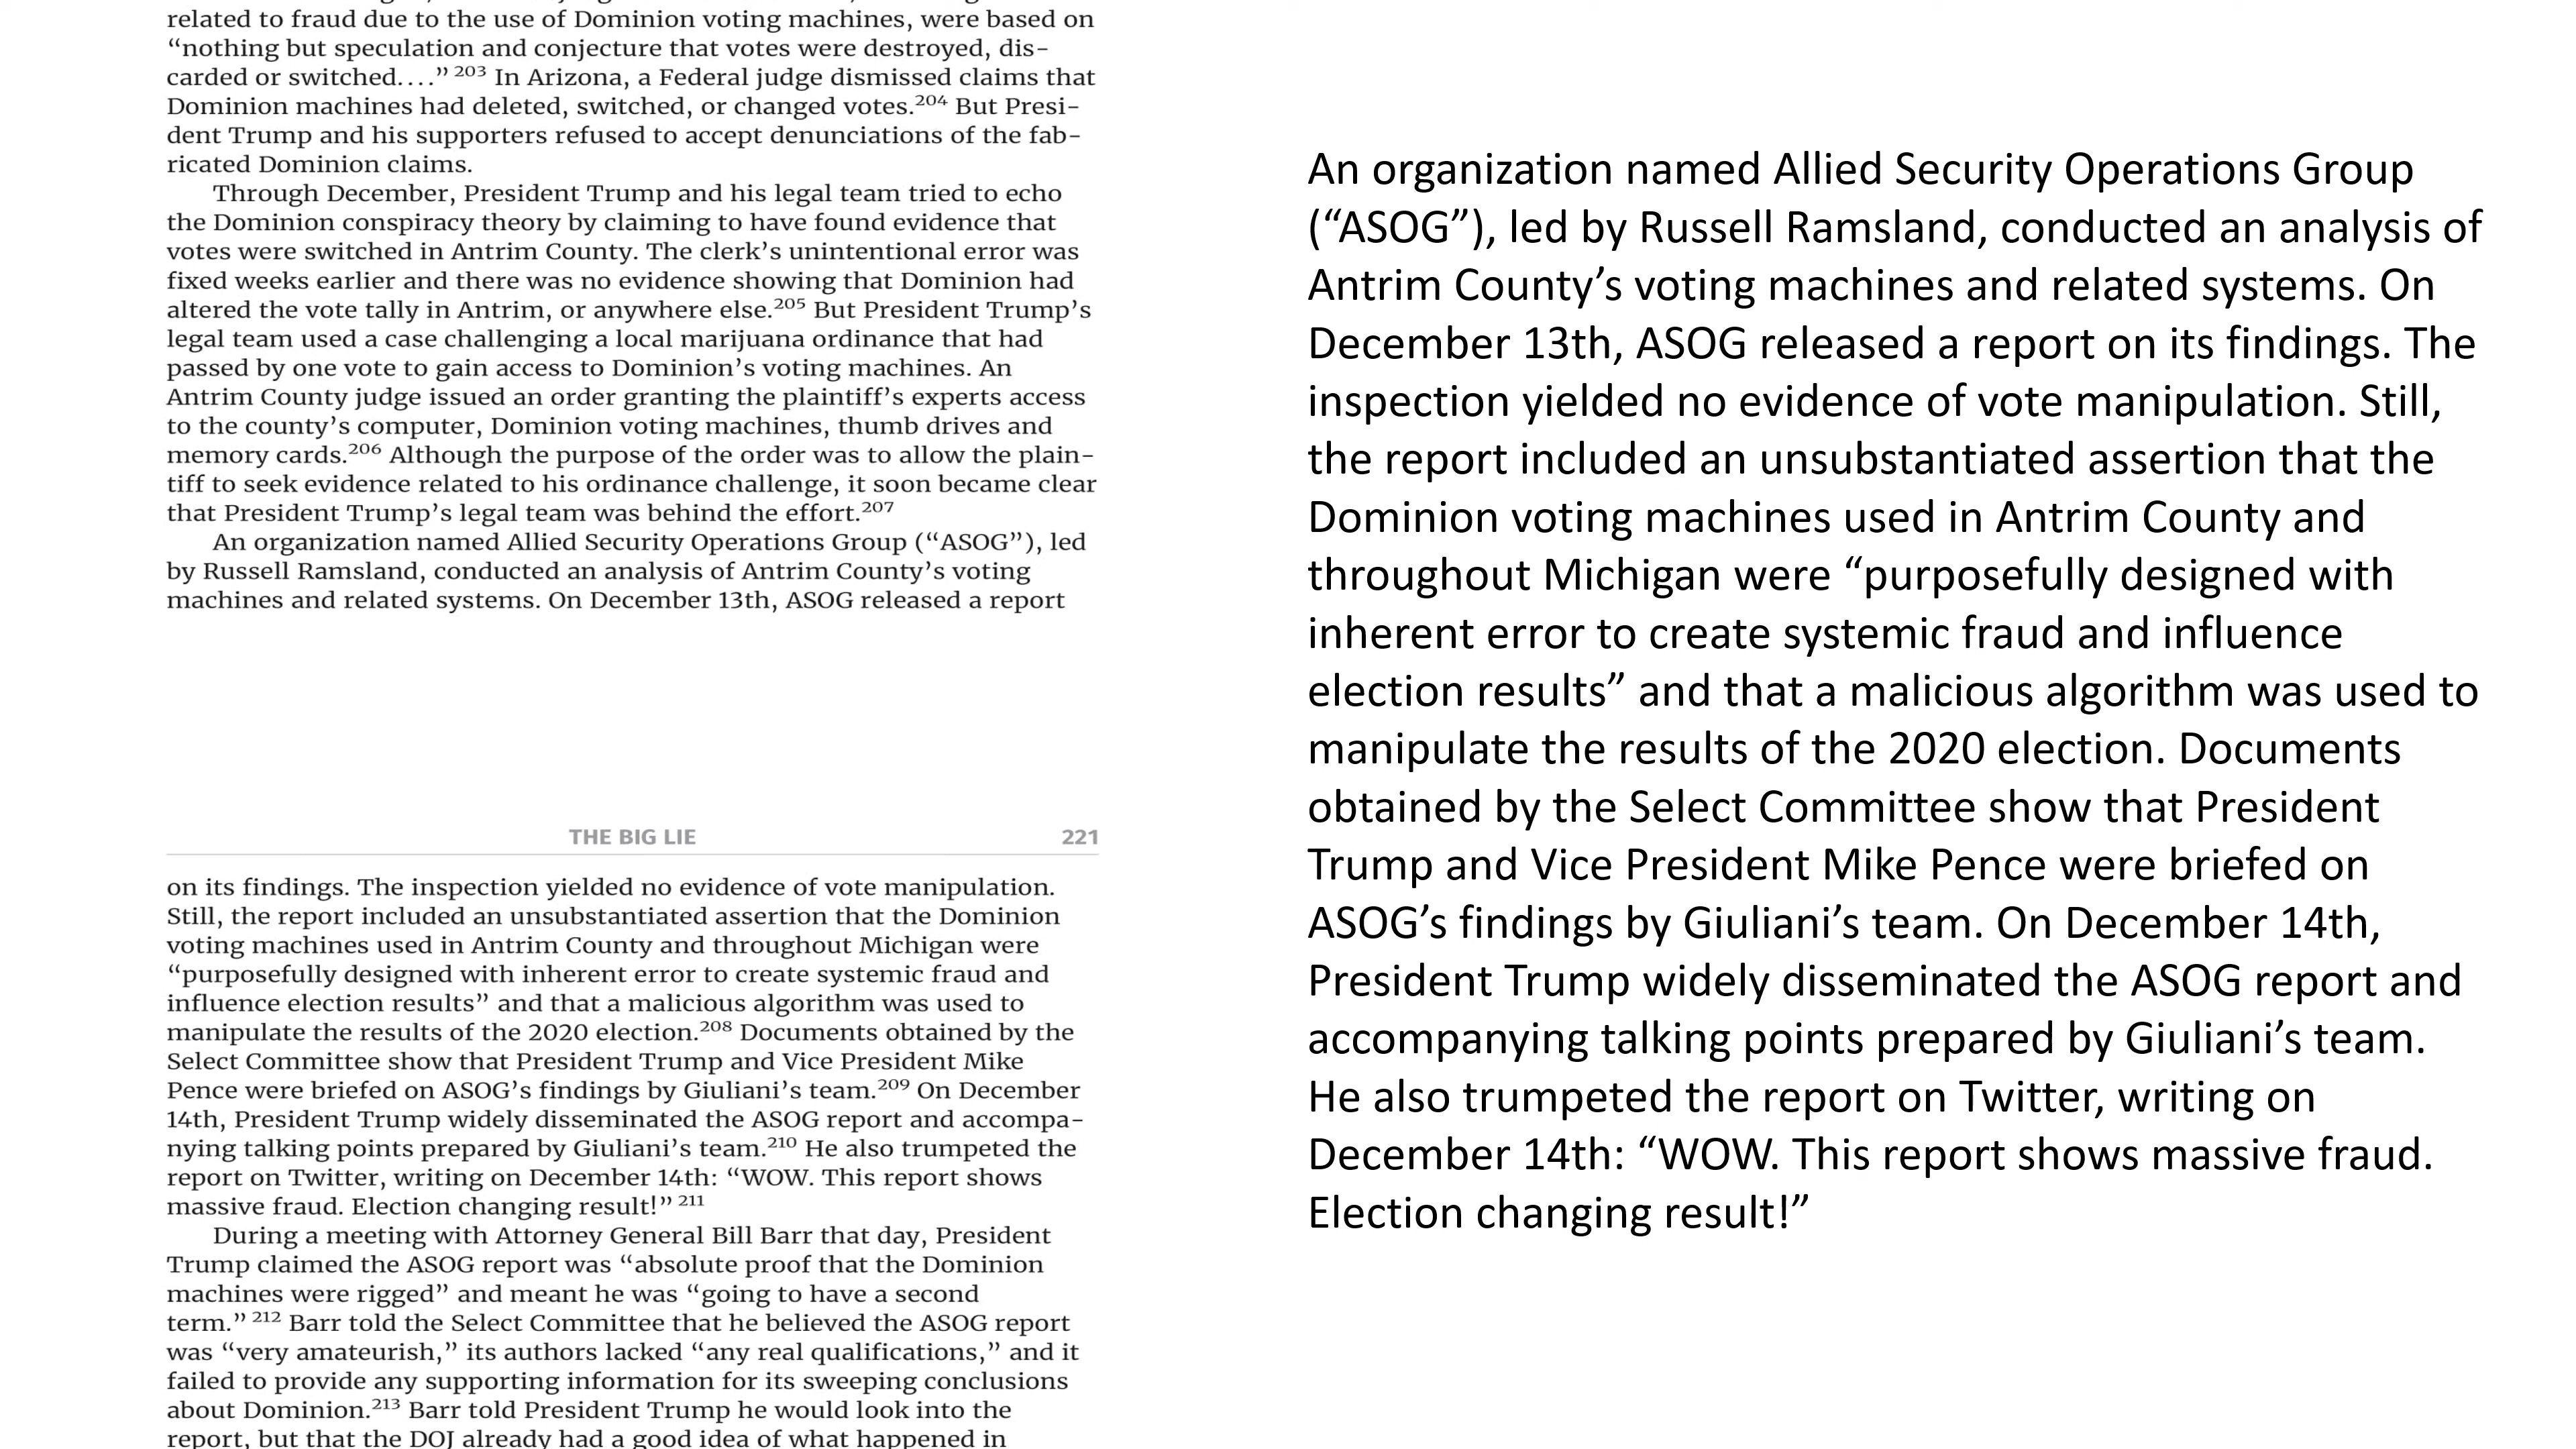 related to fraud due to the use of Dominion voting machines, were based on
“nothing but speculation and conjecture that votes were destroyed, dis-
carded or switched....” 203 In Arizona, a Federal judge dismissed claims that
Dominion machines had deleted, switched, or changed votes.204 But Presi-
dent Trump and his supporters refused to accept denunciations of the fab-
ricated Dominion claims.
Through December, President Trump and his legal team tried to echo
the Dominion conspiracy theory by claiming to have found evidence that
votes were switched in Antrim County. The clerk’s unintentional error was
fixed weeks earlier and there was no evidence showing that Dominion had
altered the vote tally in Antrim, or anywhere else.205 But President Trump’s
legal team used a case challenging a local marijuana ordinance that had
passed by one vote to gain access to Dominion’s voting machines. An
Antrim County judge issued an order granting the plaintiff’s experts access
to the county’s computer, Dominion voting machines, thumb drives and
memory cards.206 Although the purpose of the order was to allow the plain-
tiff to seek evidence related to his ordinance challenge, it soon became clear
that President Trump’s legal team was behind the effort.207
An organization named Allied Security Operations Group (“ASOG”), led
by Russell Ramsland, conducted an analysis of Antrim County’s voting
machines and related systems. On December 13th, ASOG released a report
THE BIG LIE 221
on its findings. The inspection yielded no evidence of vote manipulation.
Still, the report included an unsubstantiated assertion that the Dominion
voting machines used in Antrim County and throughout Michigan were
“purposefully designed with inherent error to create systemic fraud and
influence election results” and that a malicious algorithm was used to
manipulate the results of the 2020 election.208 Documents obtained by the
Select Committee show that President Trump and Vice President Mike
Pence were briefed on ASOG’s findings by Giuliani’s team.209 On December
14th, President Trump widely disseminated the ASOG report and accompa-
nying talking points prepared by Giuliani’s team.210 He also trumpeted the
report on Twitter, writing on December 14th: “WOW. This report shows
massive fraud. Election changing result!” 211
During a meeting with Attorney General Bill Barr that day, President
Trump claimed the ASOG report was “absolute proof that the Dominion
machines were rigged” and meant he was “going to have a second
term.” 212 Barr told the Select Committee that he believed the ASOG report
was “very amateurish,” its authors lacked “any real qualifications,” and it
failed to provide any supporting information for its sweeping conclusions
about Dominion.213 Barr told President Trump he would look into the
report, but that the DOJ already had a good idea of what happened in
An organization named Allied Security Operations Group
(“ASOG”), led by Russell Ramsland, conducted an analysis of
Antrim County’s voting machines and related systems. On
December 13th, ASOG released a report on its findings. The
inspection yielded no evidence of vote manipulation. Still,
the report included an unsubstantiated assertion that the
Dominion voting machines used in Antrim County and
throughout Michigan were “purposefully designed with
inherent error to create systemic fraud and influence
election results” and that a malicious algorithm was used to
manipulate the results of the 2020 election. Documents
obtained by the Select Committee show that President
Trump and Vice President Mike Pence were briefed on
ASOG’s findings by Giuliani’s team. On December 14th,
President Trump widely disseminated the ASOG report and
accompanying talking points prepared by Giuliani’s team.
He also trumpeted the report on Twitter, writing on
December 14th: “WOW. This report shows massive fraud.
Election changing result!”